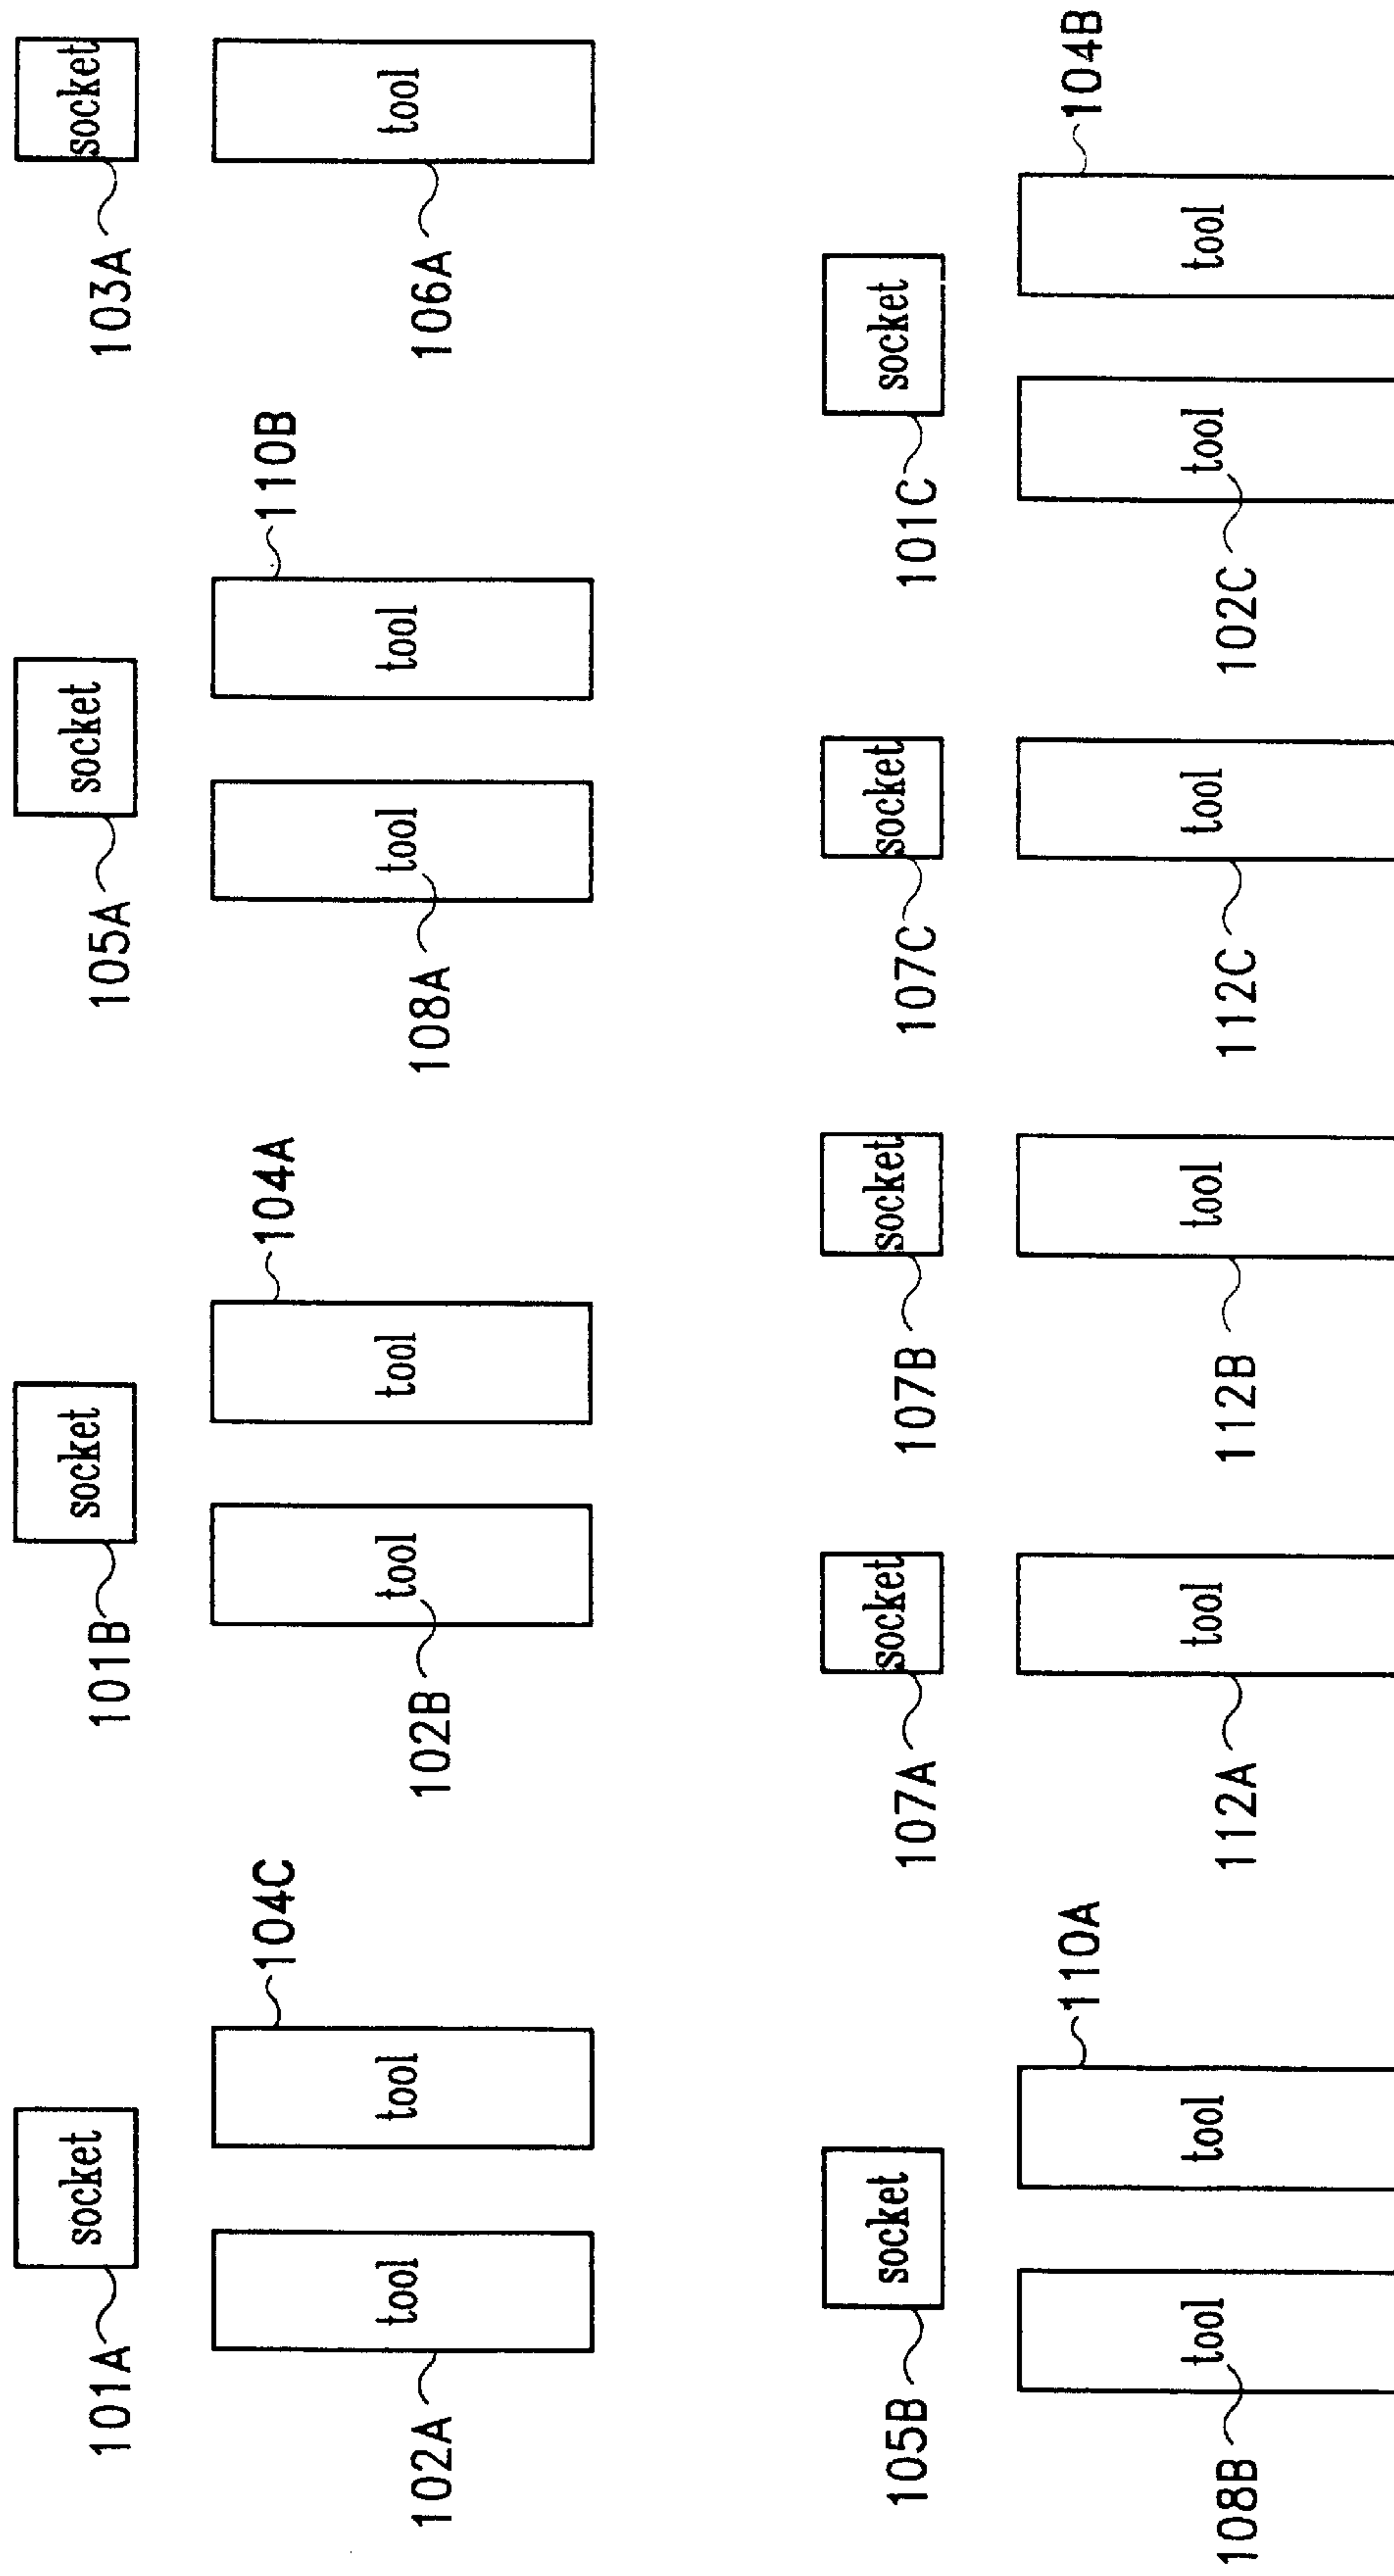 101A
socket
101B
socket
105A
socket
103A
socket
104C
104A
110B
102A
tool
tool
102B
tool
tool
108A
tool
tool
106A
tool
105B
socket
107A
socket
107B
socket
107C
socket
101C
socket
110A
104B
108B
tool
tool
112A
tool
112B
tool
112C
tool
102C
tool
tool